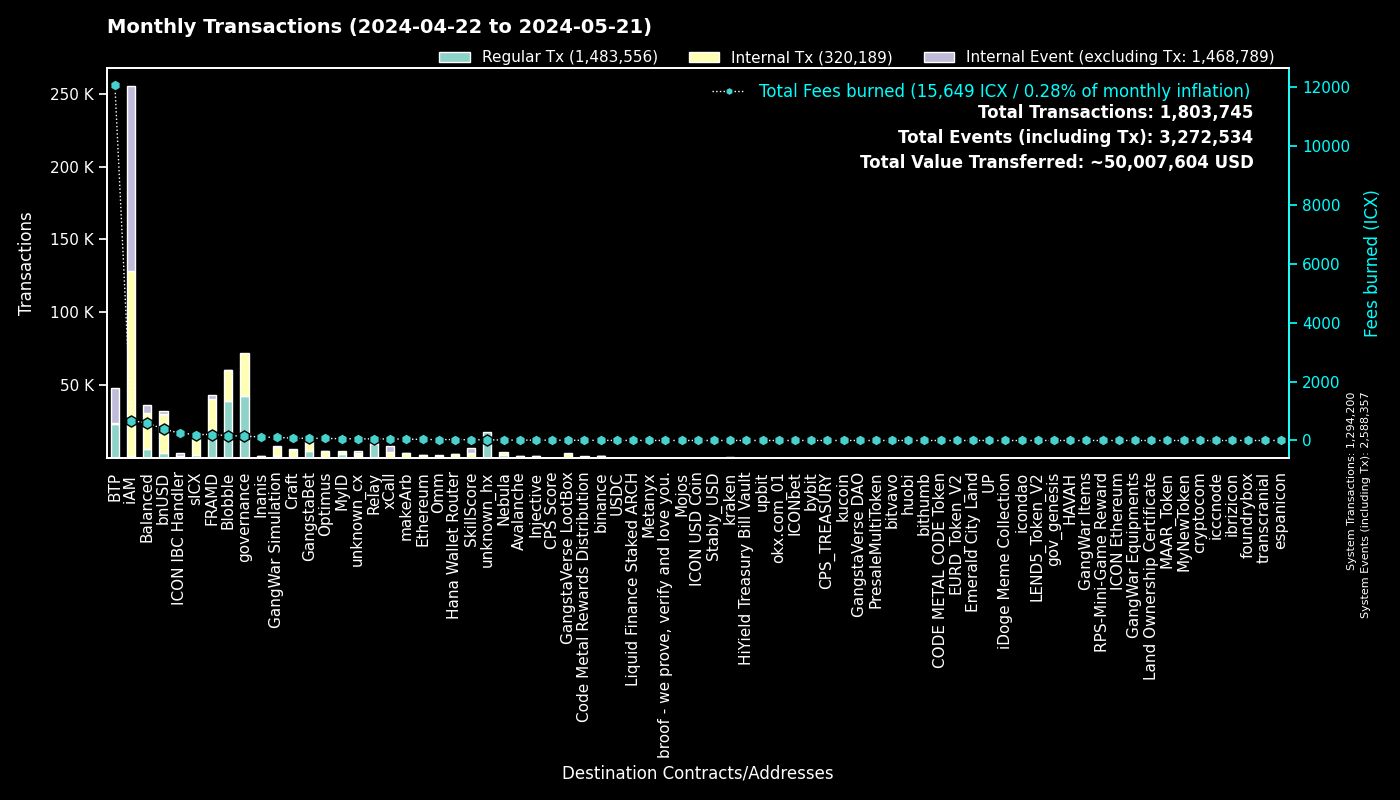 Monthly Transactions (2024-04-22 to 2024-05-21)
Regular Tx (1,483,556)
Internal Tx (320,189)
Internal Event (excluding Tx: 1,468,789)
Total Fees burned (15,649 ICX / 0.28% of monthly inflation)
Total Transactions: 1,803,745
Total Events (including Tx): 3,272,534
Total Value Transferred: ~50,007,604 USD
Transactions
250 K
200 K
150 K
100 K
50 K
12000
10000
8000
6000
4000
2000
0
Fees burned (ICX)
System Transactions: 1,294,200
System Events (including Tx): 2,588,357
BTP
iAM
Balanced
bnUSD
ICON IBC Handler
sICX
FRAMD
Blobble
governance
Inanis
GangWar Simulation
Craft
GangstaBet
Optimus
MyID
unknown_cx
Relay
xCall
makeArb
Ethereum
Omm
Hana Wallet Router
SkillScore
unknown_hx
Nebula
Avalanche
Injective
CPS Score
GangstaVerse LootBox
Code Metal Rewards Distribution
binance
USDC
Liquid Finance Staked ARCH
Metanyx
broof - we prove, verify and love you.
Mojos
ICON USD Coin
Stably_USD
kraken
HiYield Treasury Bill Vault
upbit
okx.com_01
ICONbet
bybit
CPS_TREASURY
kucoin
GangstaVerse DAO
PresaleMultiToken
bitvavo
huobi
bithumb
CODE METAL CODE Token
EURD_Token_V2
Emerald City Land
UP
iDoge Meme Collection
icondao
LEND5_Token_V2
gov_genesis
HAVAH
GangWar Items
RPS-Mini-Game Reward
ICON Ethereum
GangWar Equipments
Land Ownership Certificate
MAAR_Token
MyNewToken
cryptocom
icccnode
ibrizicon
foundrybox
transcranial
espanicon
Destination Contracts/Addresses